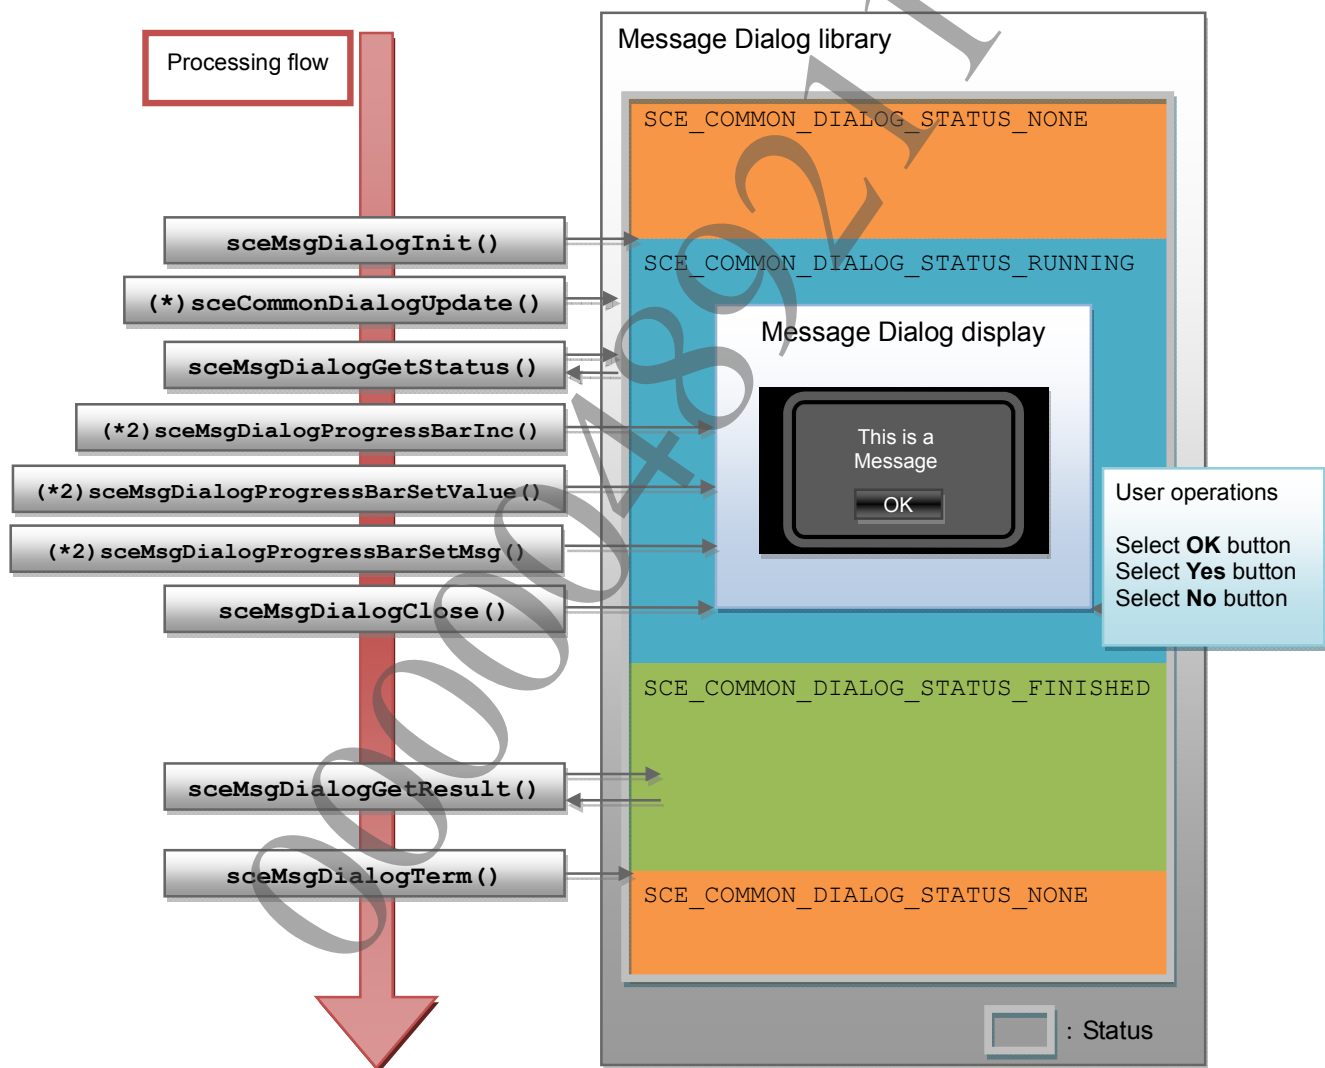 Processing flow
Message Dialog library
SCE_COMMON_DIALOG_STATUS_NONE
sceMsgDialogInit()
SCE_COMMON_DIALOG_STATUS_RUNNING
(*)sceCommonDialogUpdate()
Message Dialog display
sceMsgDialogGetStatus()
(*2)sceMsgDialogProgressBarInc()
This is a
Message
OK
(*2)sceMsgDialogProgressBarSetValue()
User operations
Select OK button
Select Yes button
Select No button
(*2)sceMsgDialogProgressBarSetMsg()
sceMsgDialogClose()
SCE_COMMON_DIALOG_STATUS_FINISHED
sceMsgDialogGetResult()
sceMsgDialogTerm()
SCE_COMMON_DIALOG_STATUS_NONE
: Status